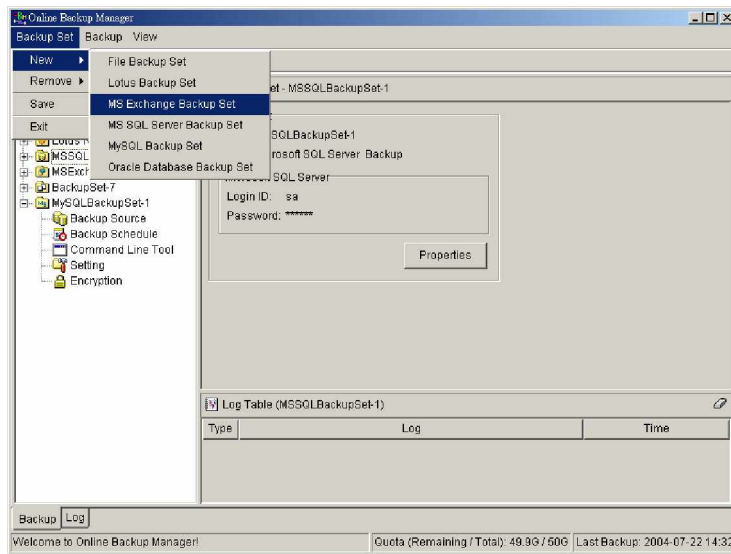 Online Backup Manager
Backup Set Backup View
New
Remove
Save
Exit
File Backup Set
Lotus Backup Set
MS Exchange Backup Set
MS SQL Server Backup Set
MySQL Backup Set
Oracle Database Backup Set
et - MSSQLBackupSet-1
SQLBackupSet-1
rosoft SQL Server Backup
SQL Server
Login ID: sa
Password: ******
Properties
MSSQL
MSExch
BackupSet-7
MySQLBackupSet-1
Backup Source
Backup Schedule
Command Line Tool
Setting
Encryption
Log Table (MSSQLBackupSet-1)
Type Log Time
Backup Log
Welcome to Online Backup Manager!
Quota (Remaining / Total): 49.9G / 50G
Last Backup: 2004-07-22 14:32